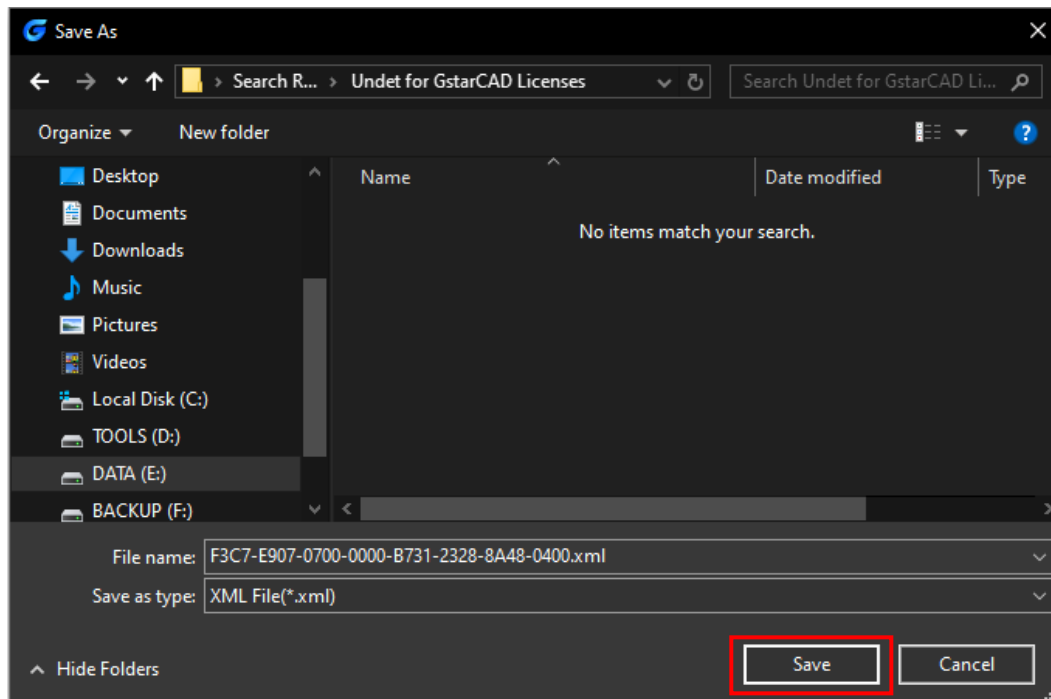 Save As
Search R... > Undet for GstarCAD Licenses
Search Undet for GstarCAD Li...
Organize
New folder
Desktop
Documents
Downloads
Music
Pictures
Videos
Local Disk (C:)
TOOLS (D:)
DATA (E:)
BACKUP (F:)
Name
Date modified
Type
No items match your search.
File name: F3C7-E907-0700-0000-B731-2328-8A48-0400.xml
Save as type: XML File(*.xml)
Hide Folders
Save
Cancel